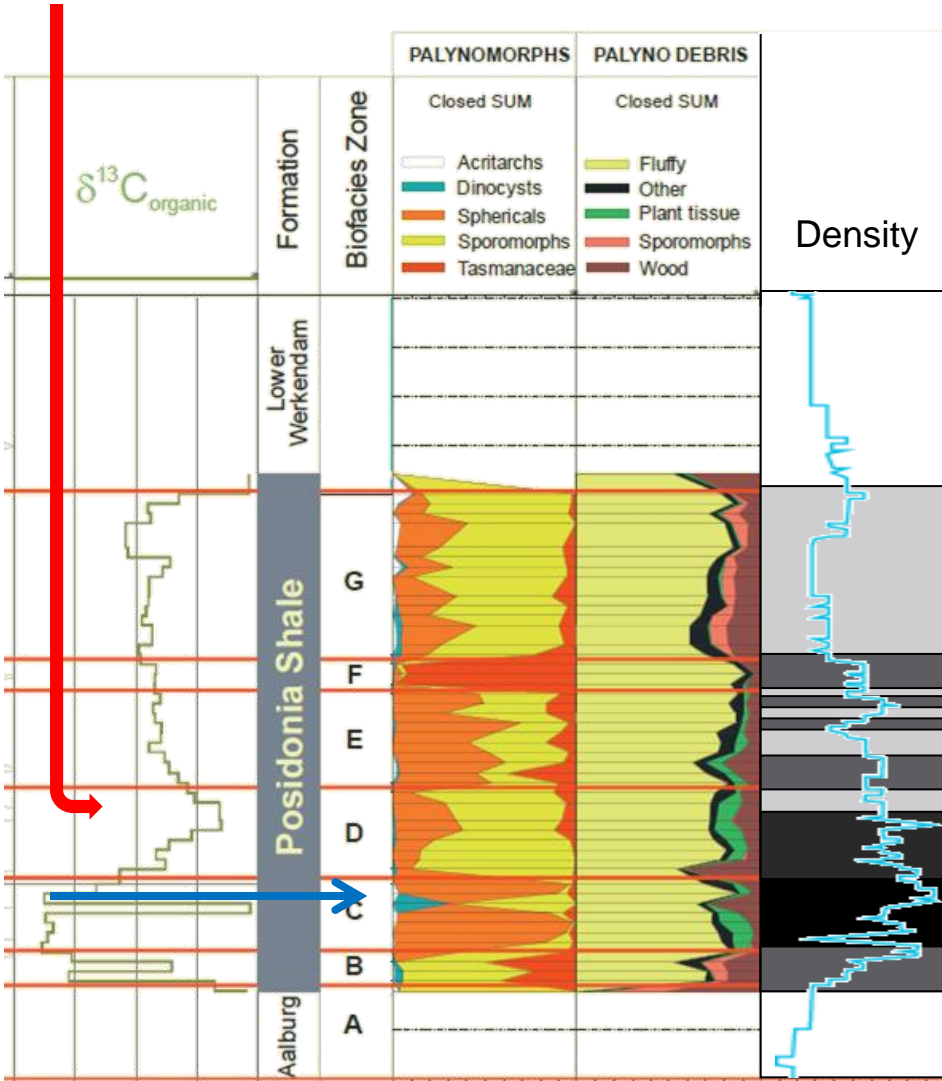 PALYNOMORPHS
PALYNO DEBRIS
δ13Corganic
Formation
Biofacies Zone
Closed SUM
Closed SUM
Acritarchs
Dinocysts
Sphericals
Sporomorphs
Tasmanaceae
Fluffy
Other
Plant tissue
Sporomorphs
Wood
Density
Lower
Werkendam
Posidonia Shale
Aalburg
G
F
E
D
C
B
A